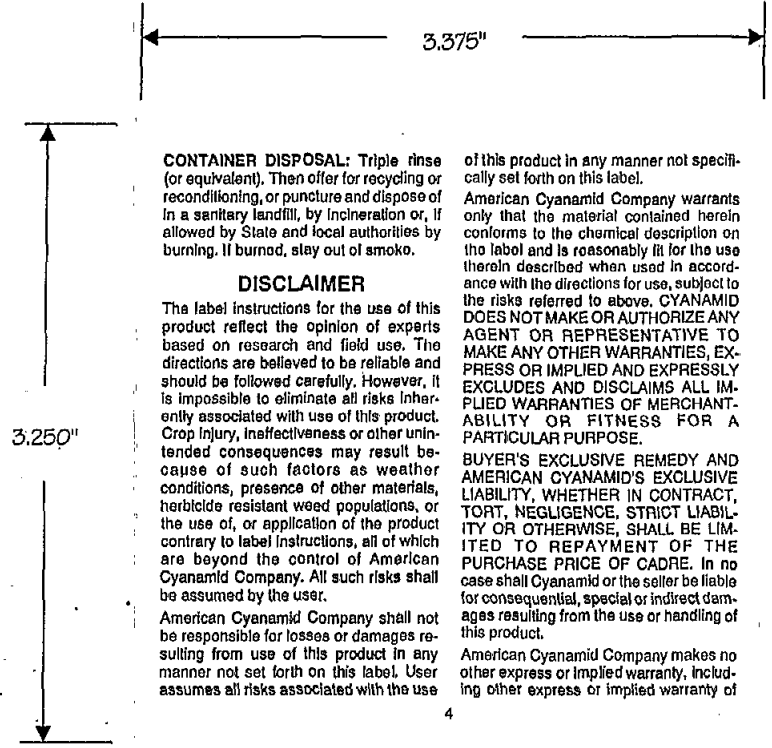 3.375"
3.250"
CONTAINER DISPOSAL: Triple rinse
(or equivalent). Then offer for recycling or
reconditioning, or puncture and dispose of
in a sanitary landfill, by incineration or, if
allowed by State and local authorities by
burning. If burned, stay out of smoke.
DISCLAIMER
The label instructions for the use of this
product reflect the opinion of experts
based on research and field use. The
directions are believed to be reliable and
should be followed carefully. However, it
is impossible to eliminate all risks inher-
ently associated with use of this product.
Crop injury, ineffectiveness or other unin-
tended consequences may result be-
cause of such factors as weather
conditions, presence of other materials,
herbicide resistant weed populations, or
the use of, or application of the product
contrary to label instructions, all of which
are beyond the control of American
Cyanamid Company. All such risks shall
be assumed by the user.
American Cyanamid Company shall not
be responsible for losses or damages re-
sulting from use of this product in any
manner not set forth on this label. User
assumes all risks associated with the use
of this product in any manner not specifi-
cally set forth on this label.
American Cyanamid Company warrants
only that the material contained herein
conforms to the chemical description on
the label and is reasonably fit for the use
therein described when used in accord-
ance with the directions for use, subject to
the risks referred to above. CYANAMID
DOES NOT MAKE OR AUTHORIZE ANY
AGENT OR REPRESENTATIVE TO
MAKE ANY OTHER WARRANTIES, EX-
PRESS OR IMPLIED AND EXPRESSLY
EXCLUDES AND DISCLAIMS ALL IM-
PLIED WARRANTIES OF MERCHANT-
ABILITY OR FITNESS FOR A
PARTICULAR PURPOSE.
BUYER'S EXCLUSIVE REMEDY AND
AMERICAN CYANAMID'S EXCLUSIVE
LIABILITY, WHETHER IN CONTRACT,
TORT, NEGLIGENCE, STRICT LIABIL-
ITY OR OTHERWISE, SHALL BE LIM-
ITED TO REPAYMENT OF THE
PURCHASE PRICE OF CADRE. In no
case shall Cyanamid or the seller be liable
for consequential, special or indirect dam-
ages resulting from the use or handling of
this product.
American Cyanamid Company makes no
other express or implied warranty, includ-
ing other express or implied warranty of
4